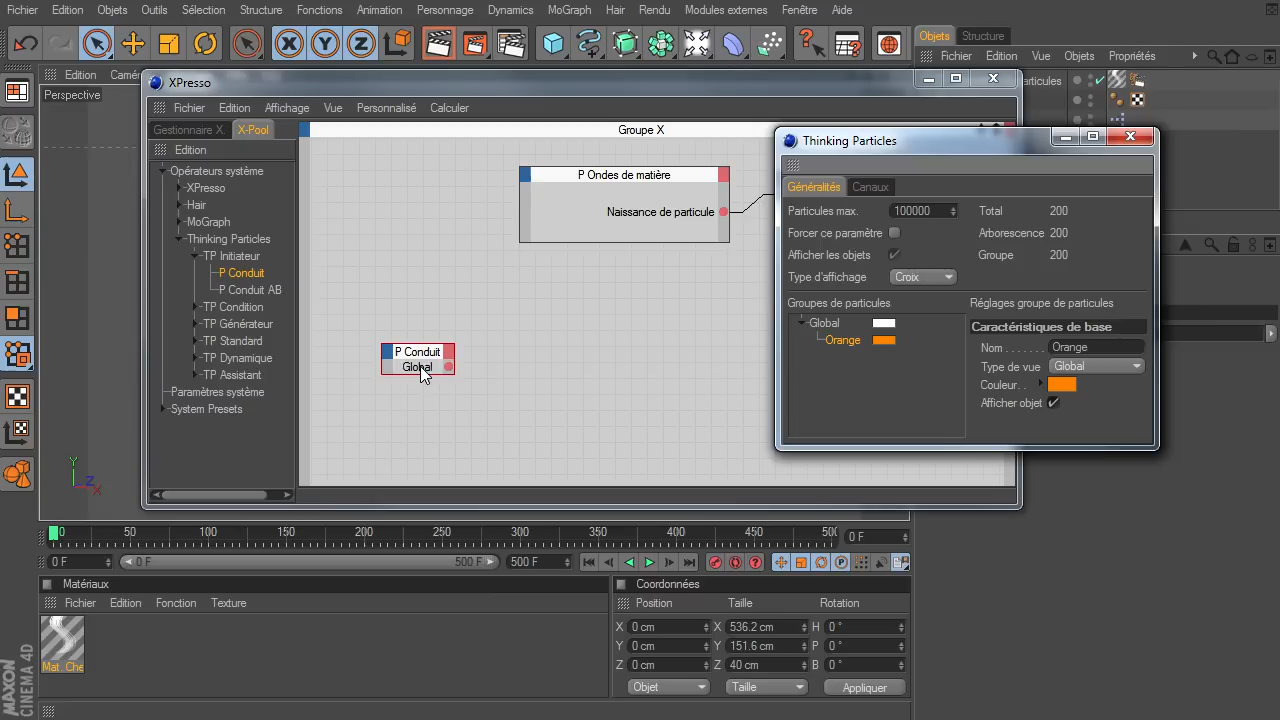 Fichier Edition Objets Outils Sélection Structure Fonctions Animation Personnage Dynamics MoGraph Hair Rendu Modules externes Fenêtre Aide
Objets Structure
Fichier Edition Vue Objets Propriétés
Edition
Perspective
XPresso
Fichier Edition Affichage Vue Personnalisé Calculer
Gestionnaire X. X-Pool
Edition
Opérateurs système
XPresso
Hair
MoGraph
Thinking Particles
TP Initiateur
P Conduit
P Conduit AB
TP Condition
TP Générateur
TP Standard
TP Dynamique
TP Assistant
Paramètres système
System Presets
Groupe X
P Ondes de matière
Naissance de particule
P Conduit
Global
Thinking Particles
Généralités Canaux
Particules max. 100000 Total 200
Forcer ce paramètre Arborescence 200
Afficher les objets Groupe 200
Type d'affichage Croix
Groupes de particules
Global
Orange
Réglages groupe de particules
Caractéristiques de base
Nom . . . . . . . Orange
Type de vue Global
Couleur. .
Afficher objet
Y
Z
X
0 50 100 150 200 250 300 350 400 450 500 0 F
0 F 0 F 500 F 500 F
Matériaux
Fichier Edition Fonction Texture
Mat. Che
Coordonnées
Position Taille Rotation
X 0 cm X 536.2 cm H 0 °
Y 0 cm Y 151.6 cm P 0 °
Z 0 cm Z 40 cm B 0 °
Objet Taille Appliquer
MAXON
CINEMA 4D